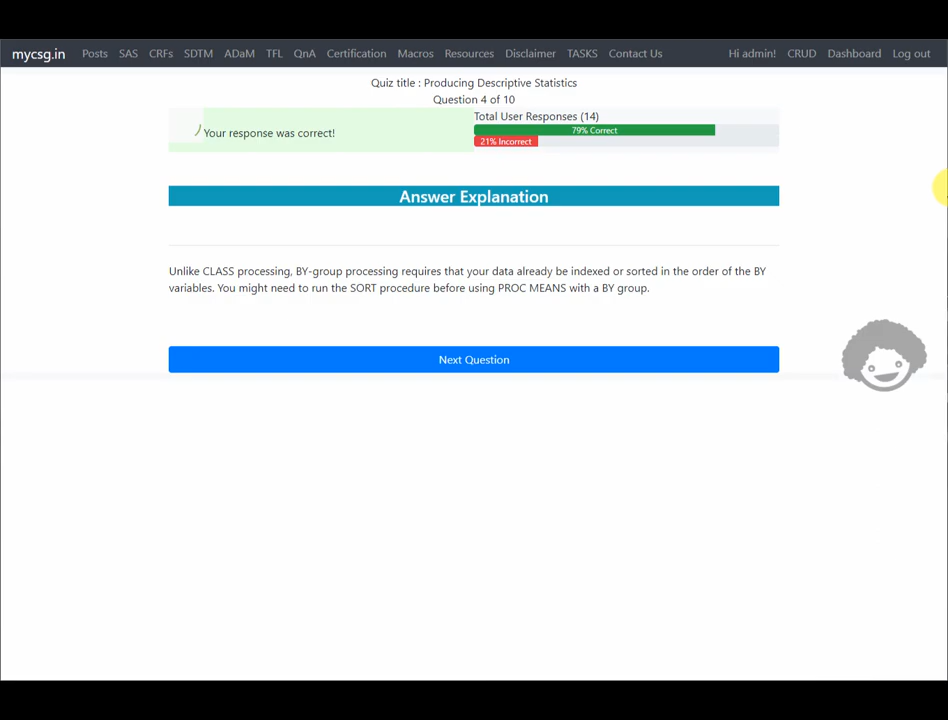 mycsg.in Posts SAS CRFs SDTM ADaM TFL QnA Certification Macros Resources Disclaimer TASKS Contact Us Hi admin! CRUD Dashboard Log out
Quiz title : Producing Descriptive Statistics
Question 4 of 10
Your response was correct!
Total User Responses (14)
79% Correct
21% Incorrect
Answer Explanation
Unlike CLASS processing, BY-group processing requires that your data already be indexed or sorted in the order of the BY
variables. You might need to run the SORT procedure before using PROC MEANS with a BY group.
Next Question